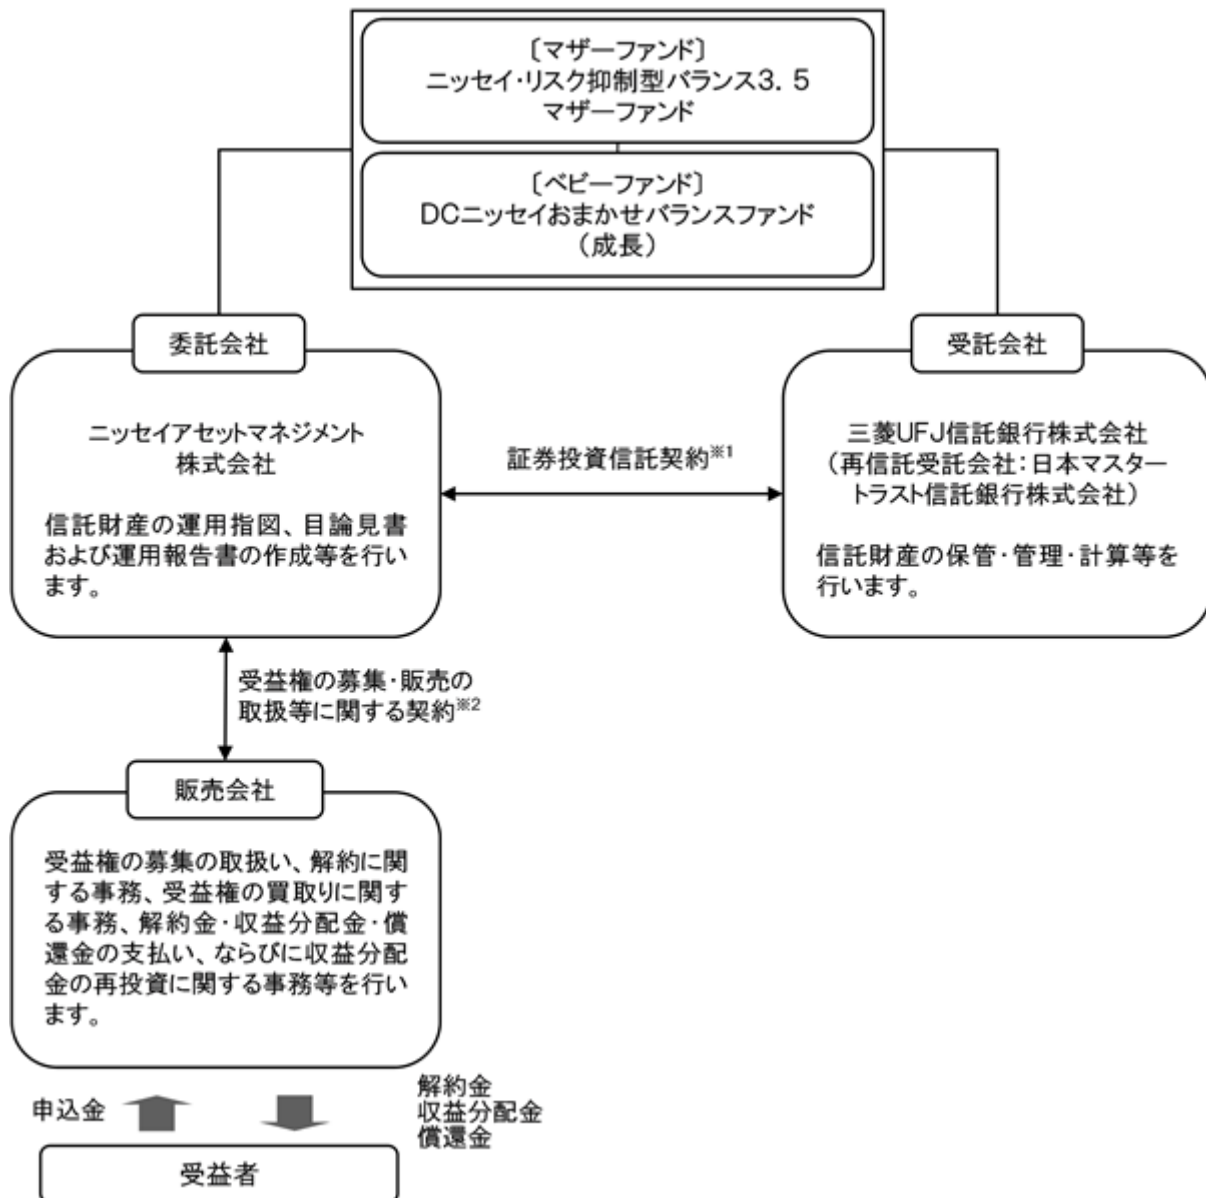 〔マザーファンド〕
ニッセイ・リスク抑制型バランス3．5
マザーファンド
〔ベビーファンド〕
DCニッセイおまかせバランスファンド
（成長）
委託会社
ニッセイアセットマネジメント
株式会社
信託財産の運用指図、目論見書
および運用報告書の作成等を行い
ます。
証券投資信託契約※1
受託会社
三菱UFJ信託銀行株式会社
（再信託受託会社：日本マスター
トラスト信託銀行株式会社）
信託財産の保管・管理・計算等を
行います。
受益権の募集・販売の
取扱等に関する契約※2
販売会社
受益権の募集の取扱い、解約に関
する事務、受益権の買取りに関す
る事務、解約金・収益分配金・償
還金の支払い、ならびに収益分配
金の再投資に関する事務等を行い
ます。
申込金
解約金
収益分配金
償還金
受益者